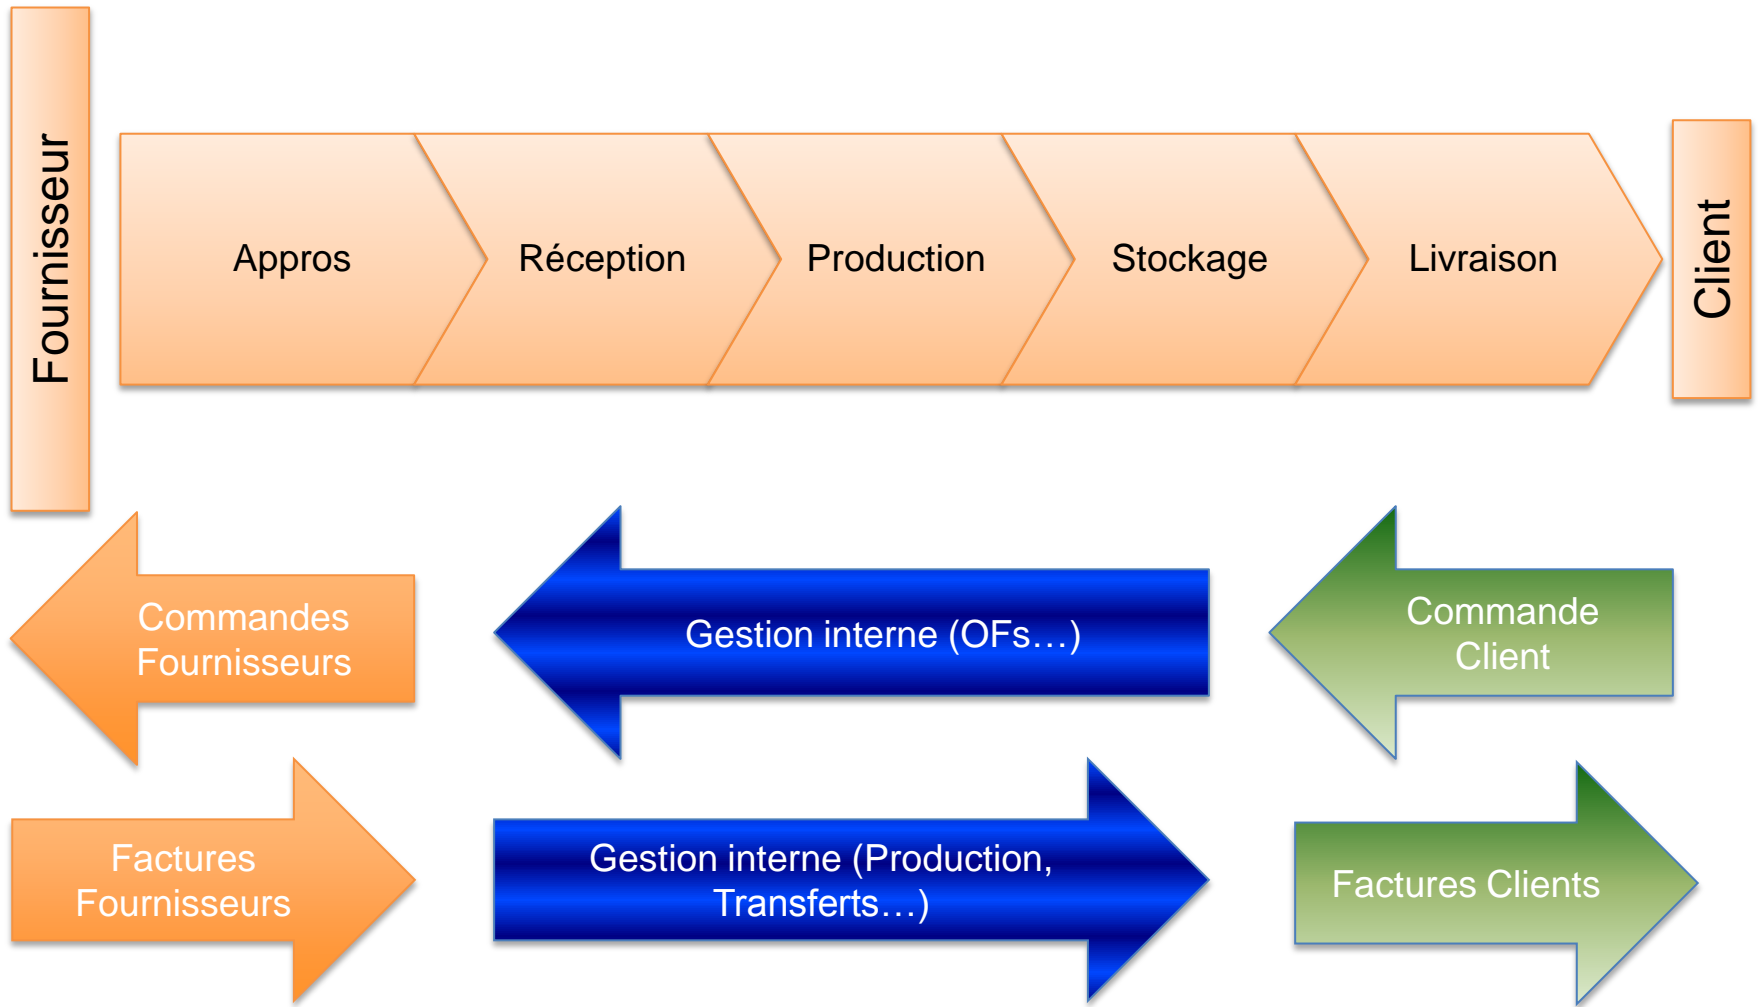 Fournisseur
Appros
Réception
Production
Stockage
Livraison
Client
Commandes
Fournisseurs
Gestion interne (OFs…)
Commande
Client
Factures
Fournisseurs
Gestion interne (Production,
Transferts…)
Factures Clients